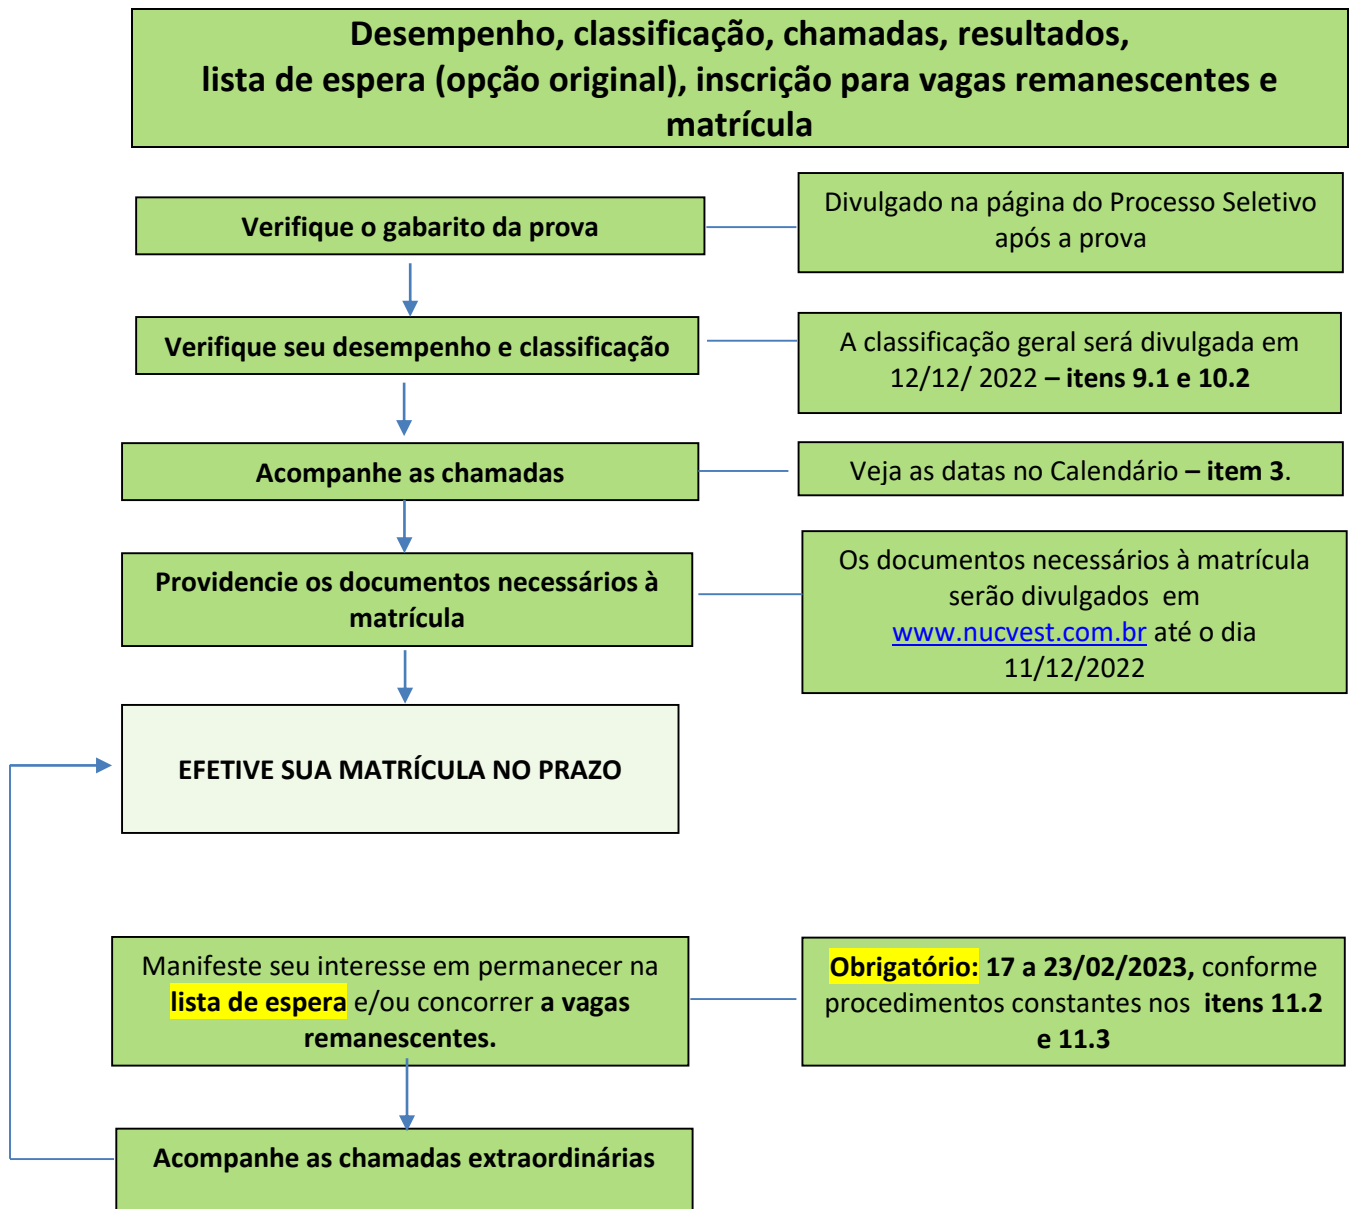 Desempenho, classificação, chamadas, resultados,
lista de espera (opção original), inscrição para vagas remanescentes e
matrícula
Verifique o gabarito da prova
Divulgado na página do Processo Seletivo
após a prova
Verifique seu desempenho e classificação
A classificação geral será divulgada em
12/12/ 2022 – itens 9.1 e 10.2
Acompanhe as chamadas
Veja as datas no Calendário – item 3.
Providencie os documentos necessários à
matrícula
Os documentos necessários à matrícula
serão divulgados em
www.nucvest.com.br até o dia
11/12/2022
EFETIVE SUA MATRÍCULA NO PRAZO
Manifeste seu interesse em permanecer na
lista de espera e/ou concorrer a vagas
remanescentes.
Obrigatório: 17 a 23/02/2023, conforme
procedimentos constantes nos itens 11.2
e 11.3
Acompanhe as chamadas extraordinárias